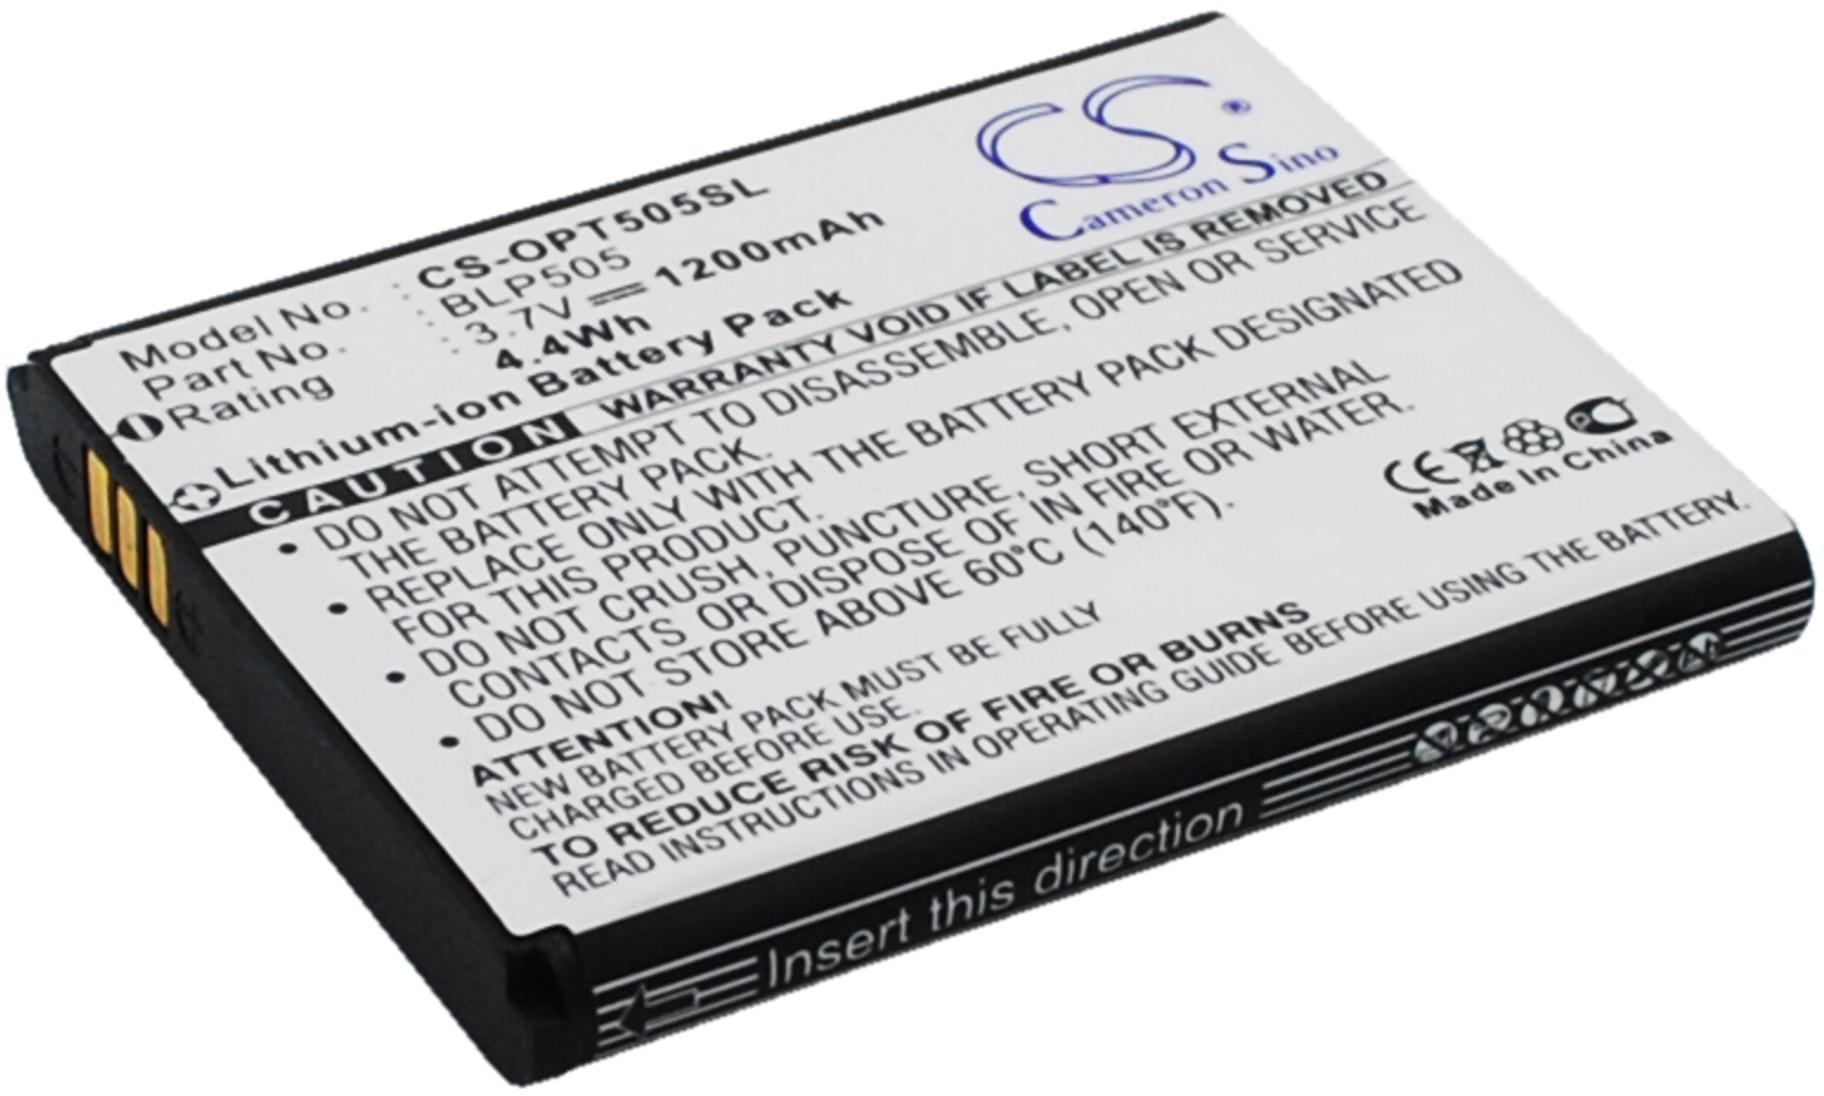 CS ®
Cameron Sino
Model No. : CS-OPT505SL
Part No. : BLP505
Rating : 3.7V 1200mAh
4.4Wh
Lithium-ion Battery Pack
CAUTION WARRANTY VOID IF LABEL IS REMOVED
• DO NOT ATTEMPT TO DISASSEMBLE, OPEN OR SERVICE
THE BATTERY PACK.
• REPLACE ONLY WITH THE BATTERY PACK DESIGNATED
FOR THIS PRODUCT.
• DO NOT CRUSH, PUNCTURE, SHORT EXTERNAL
CONTACTS OR DISPOSE OF IN FIRE OR WATER.
• DO NOT STORE ABOVE 60°C (140°F).
CE
Made in China
ATTENTION!
NEW BATTERY PACK MUST BE FULLY
CHARGED BEFORE USE.
TO REDUCE RISK OF FIRE OR BURNS
READ INSTRUCTIONS IN OPERATING GUIDE BEFORE USING THE BATTERY.
Insert this direction